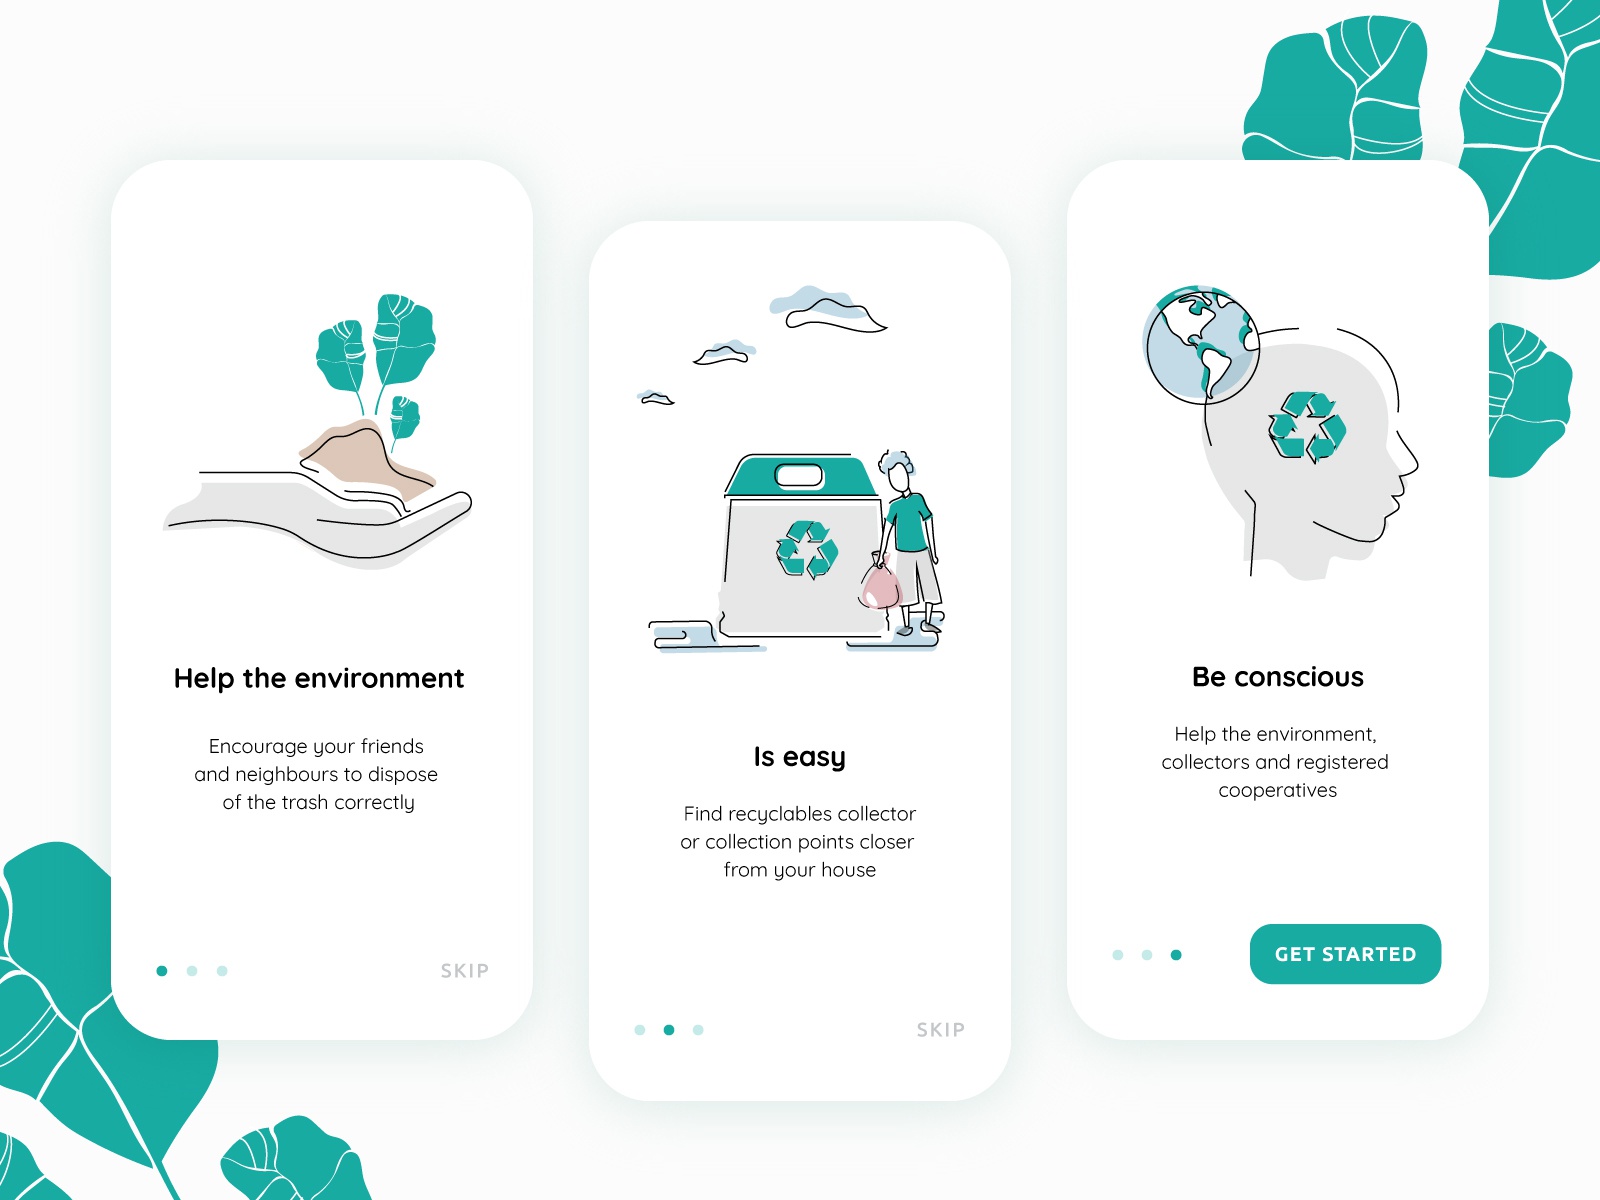 Help the environment
Encourage your friends
and neighbours to dispose
of the trash correctly
SKIP
Is easy
Find recyclables collector
or collection points closer
from your house
SKIP
Be conscious
Help the environment,
collectors and registered
cooperatives
GET STARTED